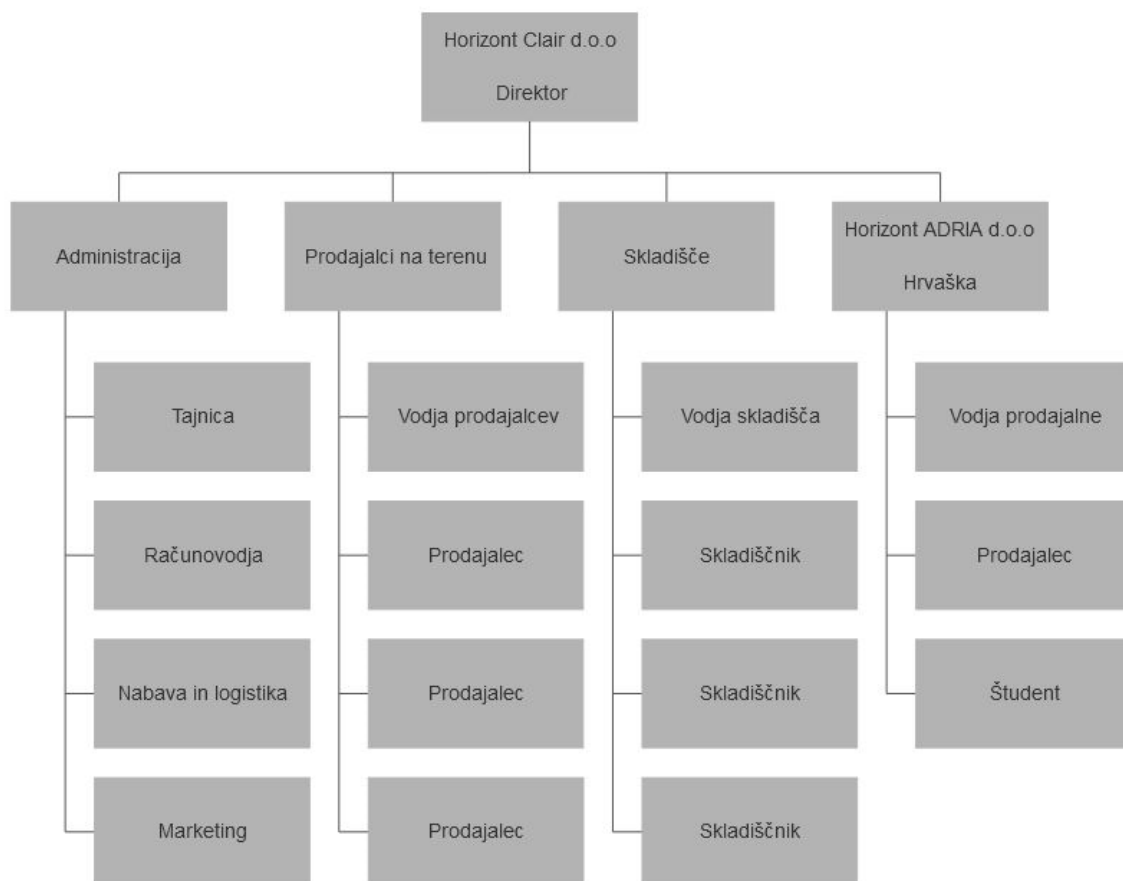 Horizont Clair d.o.o
Direktor
Administracija
Prodajalci na terenu
Skladišče
Horizont ADRIA d.o.o
Hrvaška
Tajnica
Vodja prodajalcev
Vodja skladišča
Vodja prodajalne
Računovodja
Prodajalec
Skladiščnik
Prodajalec
Nabava in logistika
Prodajalec
Skladiščnik
Študent
Marketing
Prodajalec
Skladiščnik